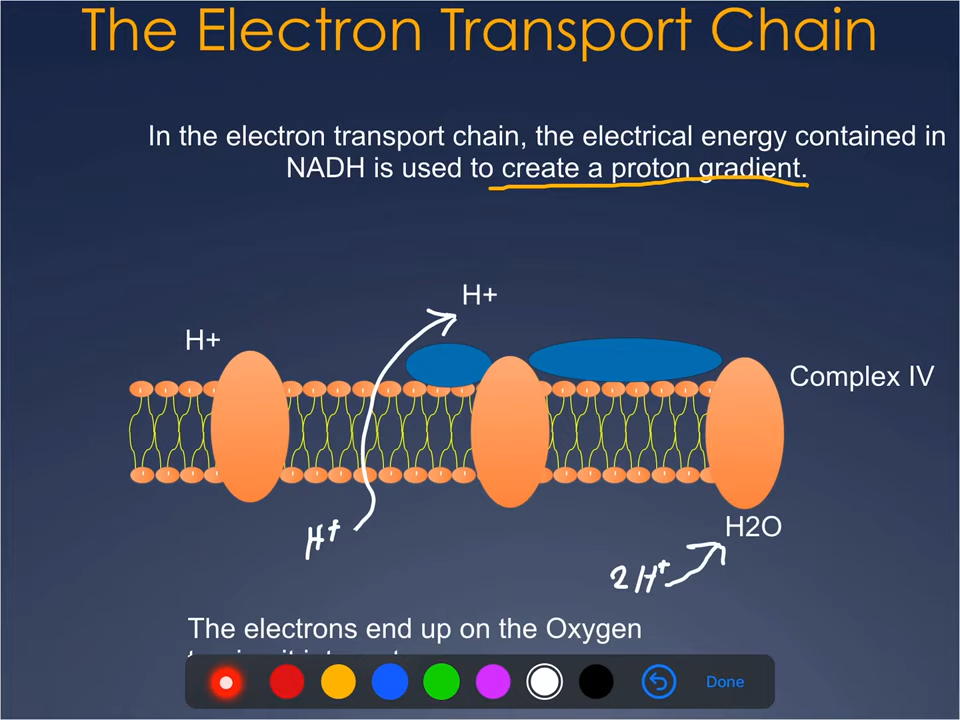 The Electron Transport Chain
In the electron transport chain, the electrical energy contained in
NADH is used to create a proton gradient.
H+
H+
Complex IV
H+
H2O
2H+
The electrons end up on the Oxygen
Done